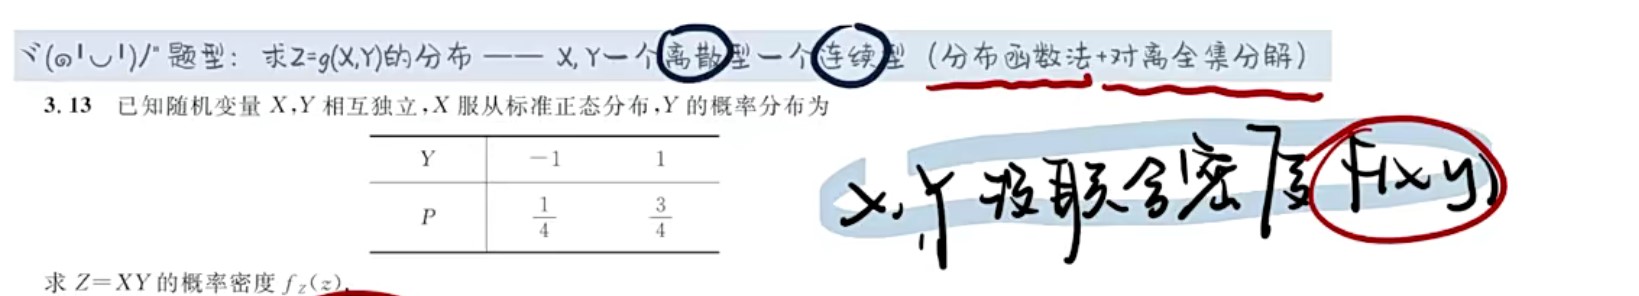 ヾ(๑╹◡╹)ﾉ" 题型: 求Z=g(X,Y)的分布 —— X,Y一个离散型一个连续型 (分布函数法+对离全集分解)
3.13 已知随机变量 X,Y 相互独立,X 服从标准正态分布,Y 的概率分布为
Y -1 1
P 1/4 3/4
X,Y 没联合密度 f(x,y)
求 Z=XY 的概率密度 f_Z(z).